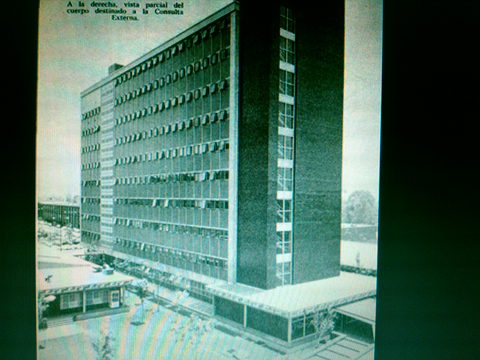 A la derecha, vista parcial del
cuerpo destinado a la Consulta
Externa.